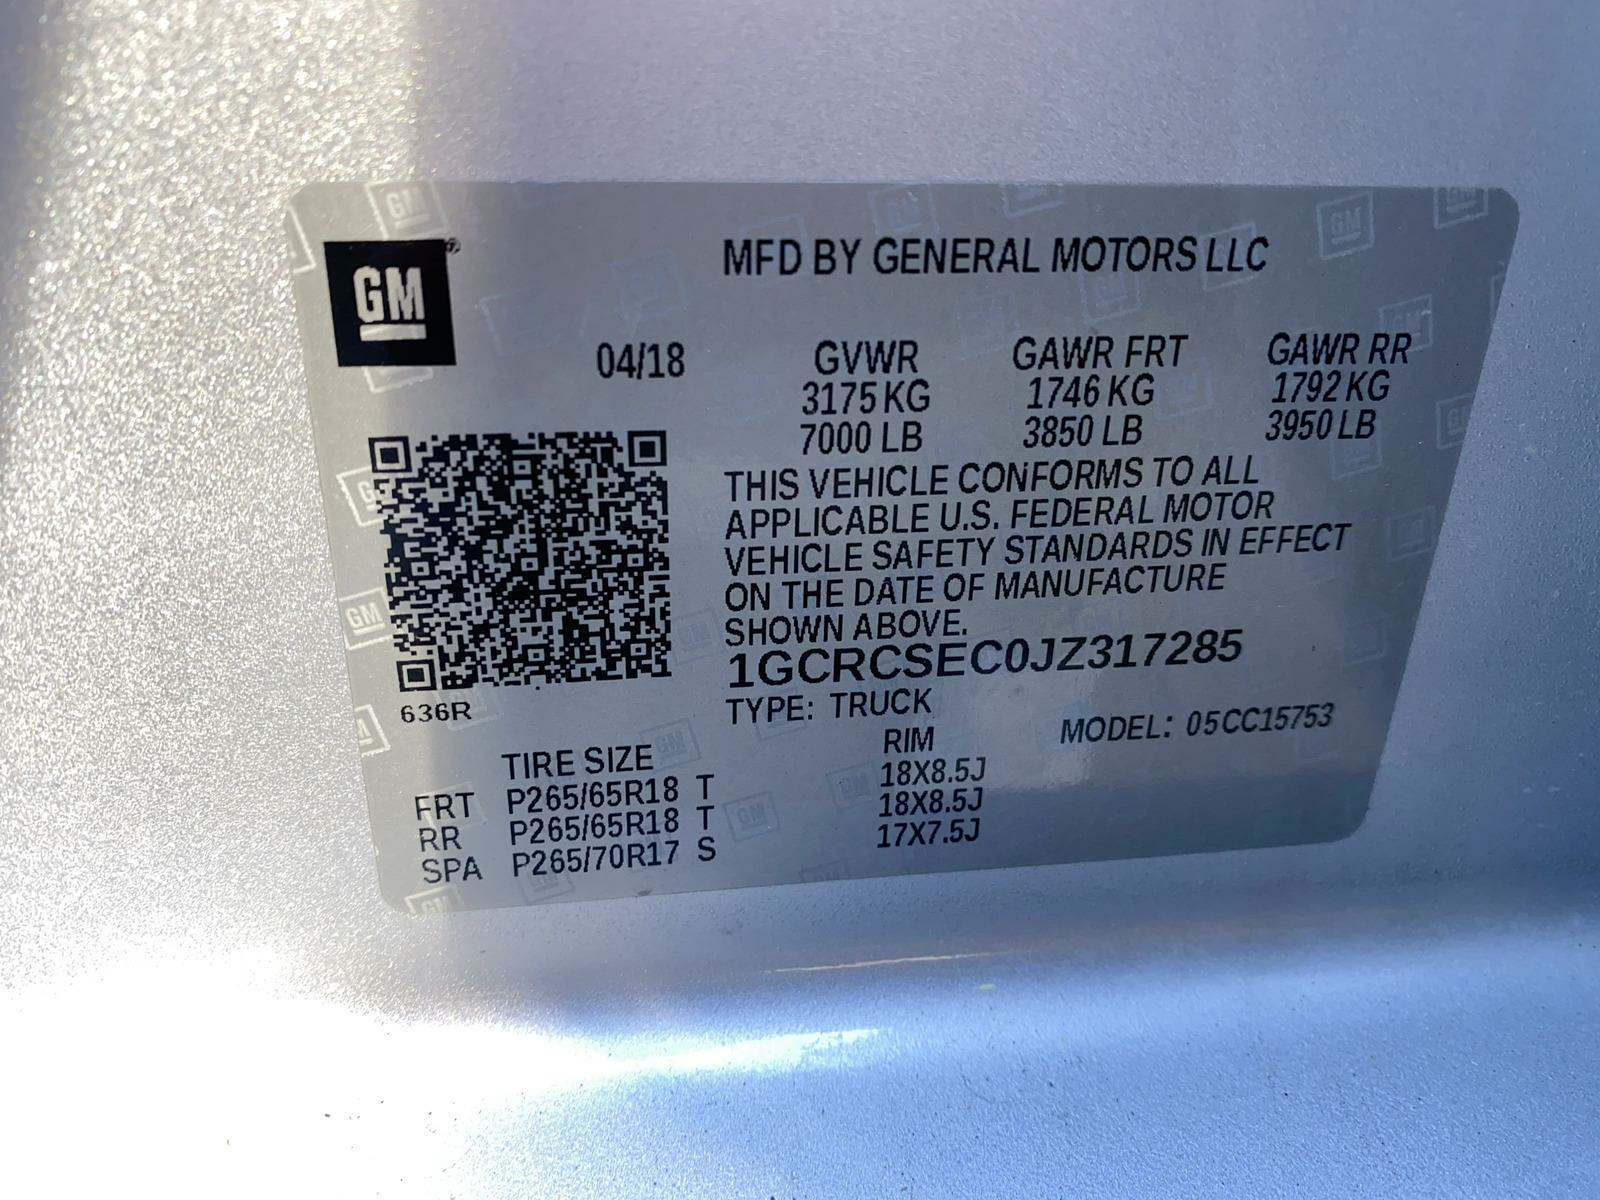 GM®
MFD BY GENERAL MOTORS LLC
04/18 GVWR GAWR FRT GAWR RR
3175 KG 1746 KG 1792 KG
7000 LB 3850 LB 3950 LB
THIS VEHICLE CONFORMS TO ALL
APPLICABLE U.S. FEDERAL MOTOR
VEHICLE SAFETY STANDARDS IN EFFECT
ON THE DATE OF MANUFACTURE
SHOWN ABOVE.
1GCRCSEC0JZ317285
636R
TYPE: TRUCK MODEL: 05CC15753
TIRE SIZE RIM
FRT P265/65R18 T 18X8.5J
RR P265/65R18 T 18X8.5J
SPA P265/70R17 S 17X7.5J